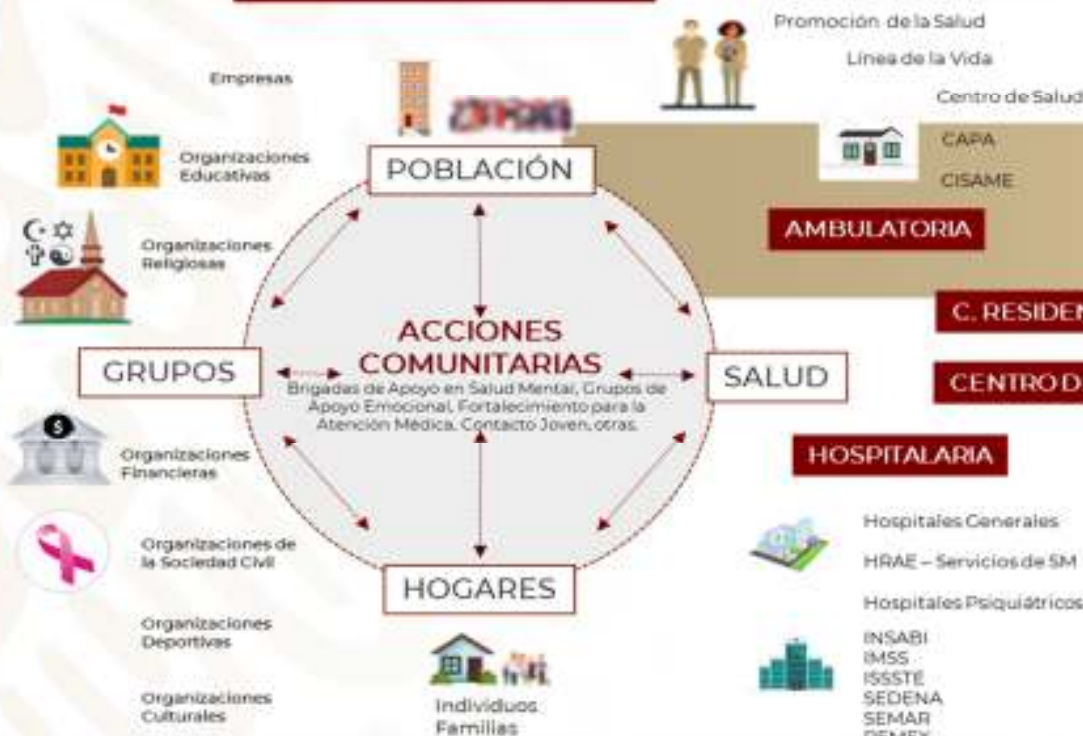 Promoción de la Salud
Línea de la Vida
Centro de Salud
CAPA
CISAME
AMBULATORIA
Empresas
Organizaciones
Educativas
Organizaciones
Religiosas
POBLACIÓN
ACCIONES
COMUNITARIAS
Brigadas de Apoyo en Salud Mental, Grupos de
Apoyo Emocional, Fortalecimiento para la
Atención Médica, Contacto Joven, otras.
GRUPOS
SALUD
C. RESIDEN
CENTRO D
HOSPITALARIA
Organizaciones
Financieras
Organizaciones de
la Sociedad Civil
Organizaciones
Deportivas
Organizaciones
Culturales
HOGARES
Individuos
Familias
Hospitales Generales
HRAE – Servicios de SM
Hospitales Psiquiátricos
INSABI
IMSS
ISSSTE
SEDENA
SEMAR
PEMEX